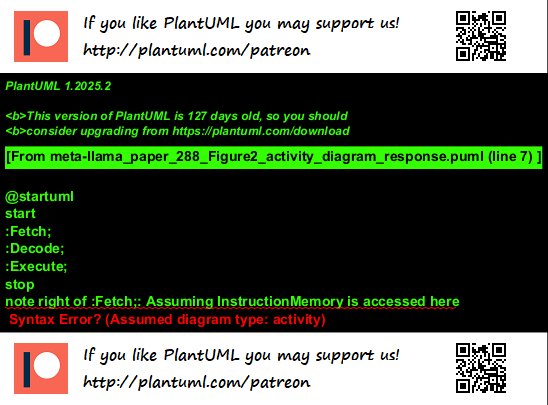 If you like PlantUML you may support us!
http://plantuml.com/patreon
PlantUML 1.2025.2
<b>This version of PlantUML is 127 days old, so you should
<b>consider upgrading from https://plantuml.com/download
[From meta-llama_paper_288_Figure2_activity_diagram_response.puml (line 7) ]
@startuml
start
:Fetch;
:Decode;
:Execute;
stop
note right of :Fetch;: Assuming InstructionMemory is accessed here
Syntax Error? (Assumed diagram type: activity)
If you like PlantUML you may support us!
http://plantuml.com/patreon